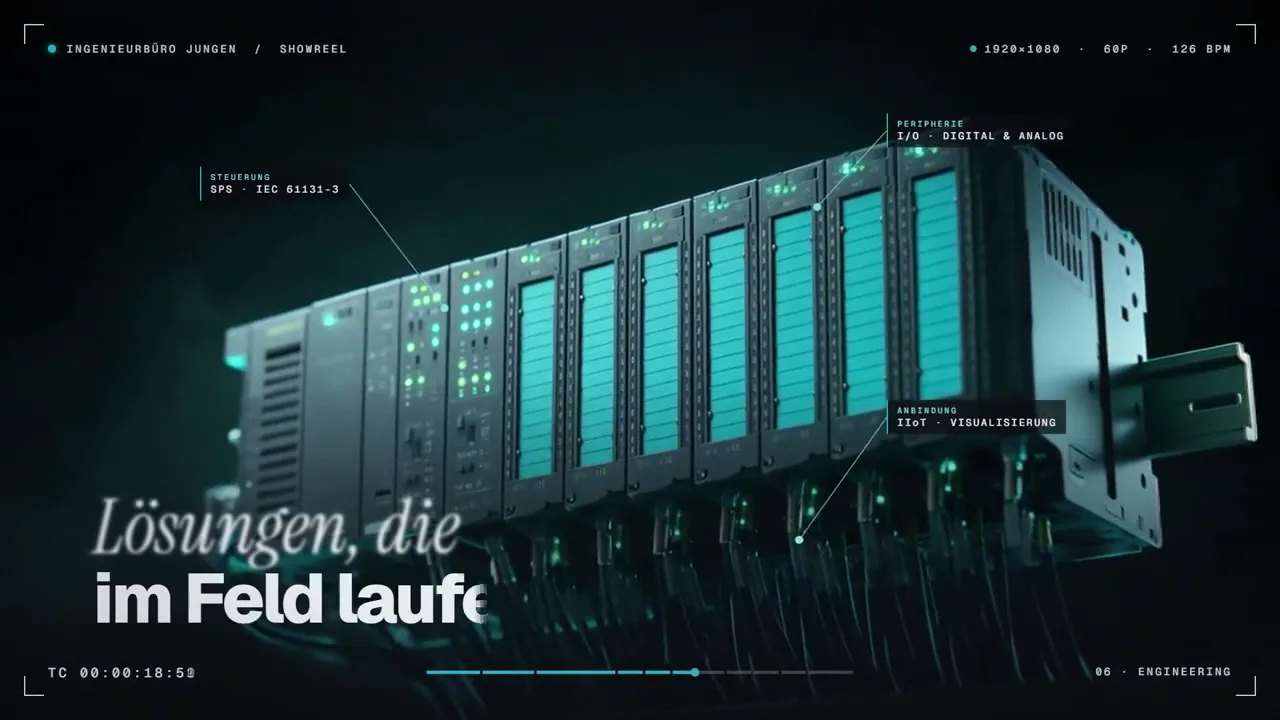 INGENIEURBÜRO JUNGEN / SHOWREEL
1920×1080 · 60P · 126 BPM
PERIPHERIE
I/O · DIGITAL & ANALOG
STEUERUNG
SPS · IEC 61131-3
ANBINDUNG
IIoT · VISUALISIERUNG
Lösungen, die
im Feld laufe
TC 00:00:18:5
06 · ENGINEERING